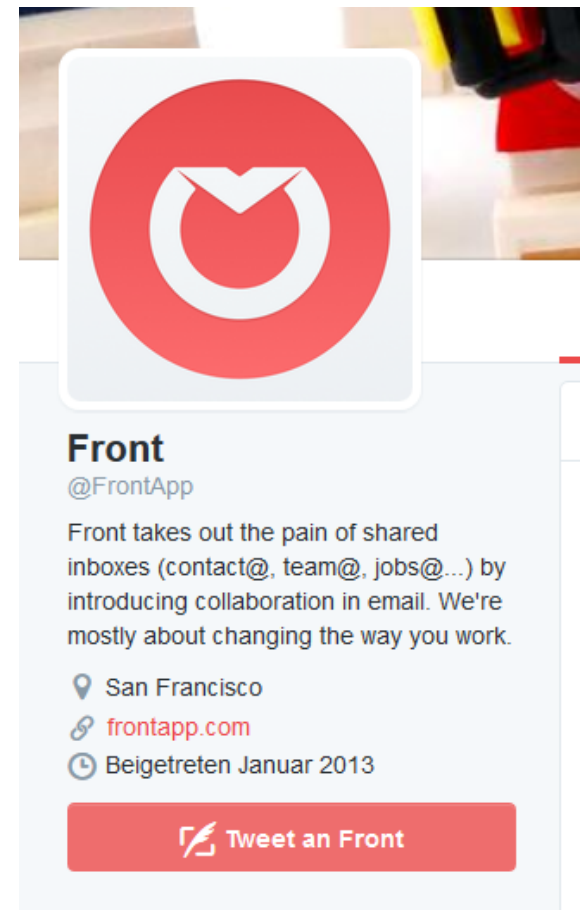 Front
@FrontApp
Front takes out the pain of shared
inboxes (contact@, team@, jobs@...) by
introducing collaboration in email. We're
mostly about changing the way you work.
San Francisco
frontapp.com
Beigetreten Januar 2013
Tweet an Front